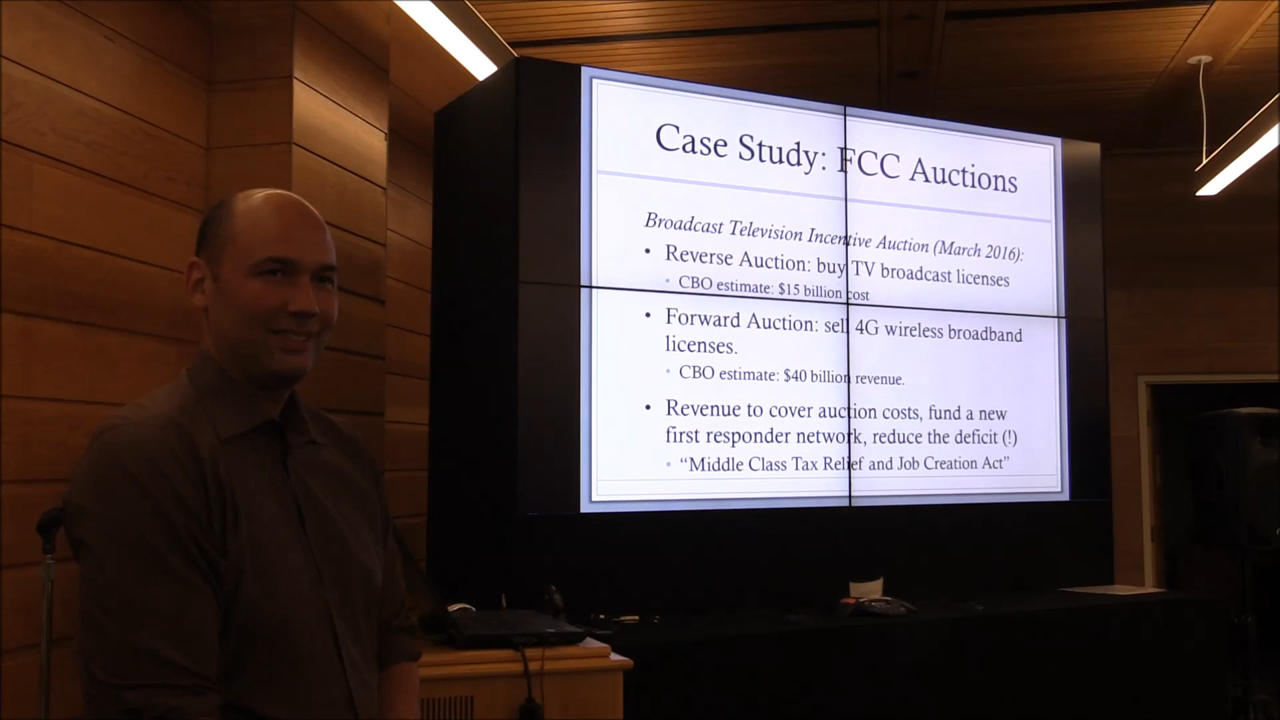 Case Study: FCC Auctions
Broadcast Television Incentive Auction (March 2016):
• Reverse Auction: buy TV broadcast licenses
• CBO estimate: $15 billion cost
• Forward Auction: sell 4G wireless broadband
licenses.
• CBO estimate: $40 billion revenue.
• Revenue to cover auction costs, fund a new
first responder network, reduce the deficit (!)
• “Middle Class Tax Relief and Job Creation Act”